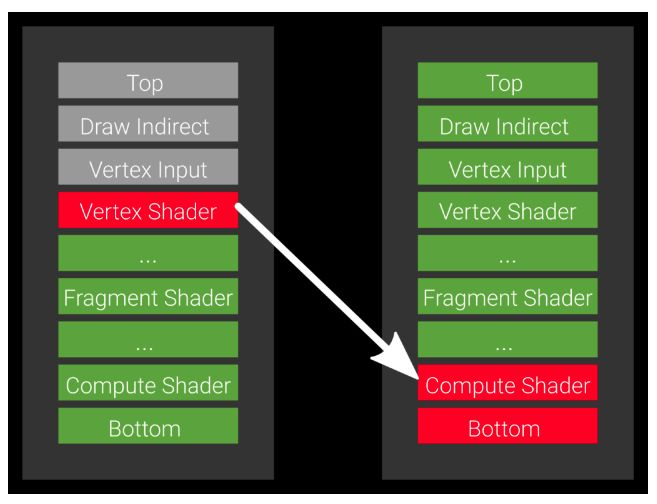 Top
Draw Indirect
Vertex Input
Vertex Shader
...
Fragment Shader
...
Compute Shader
Bottom
Top
Draw Indirect
Vertex Input
Vertex Shader
...
Fragment Shader
...
Compute Shader
Bottom